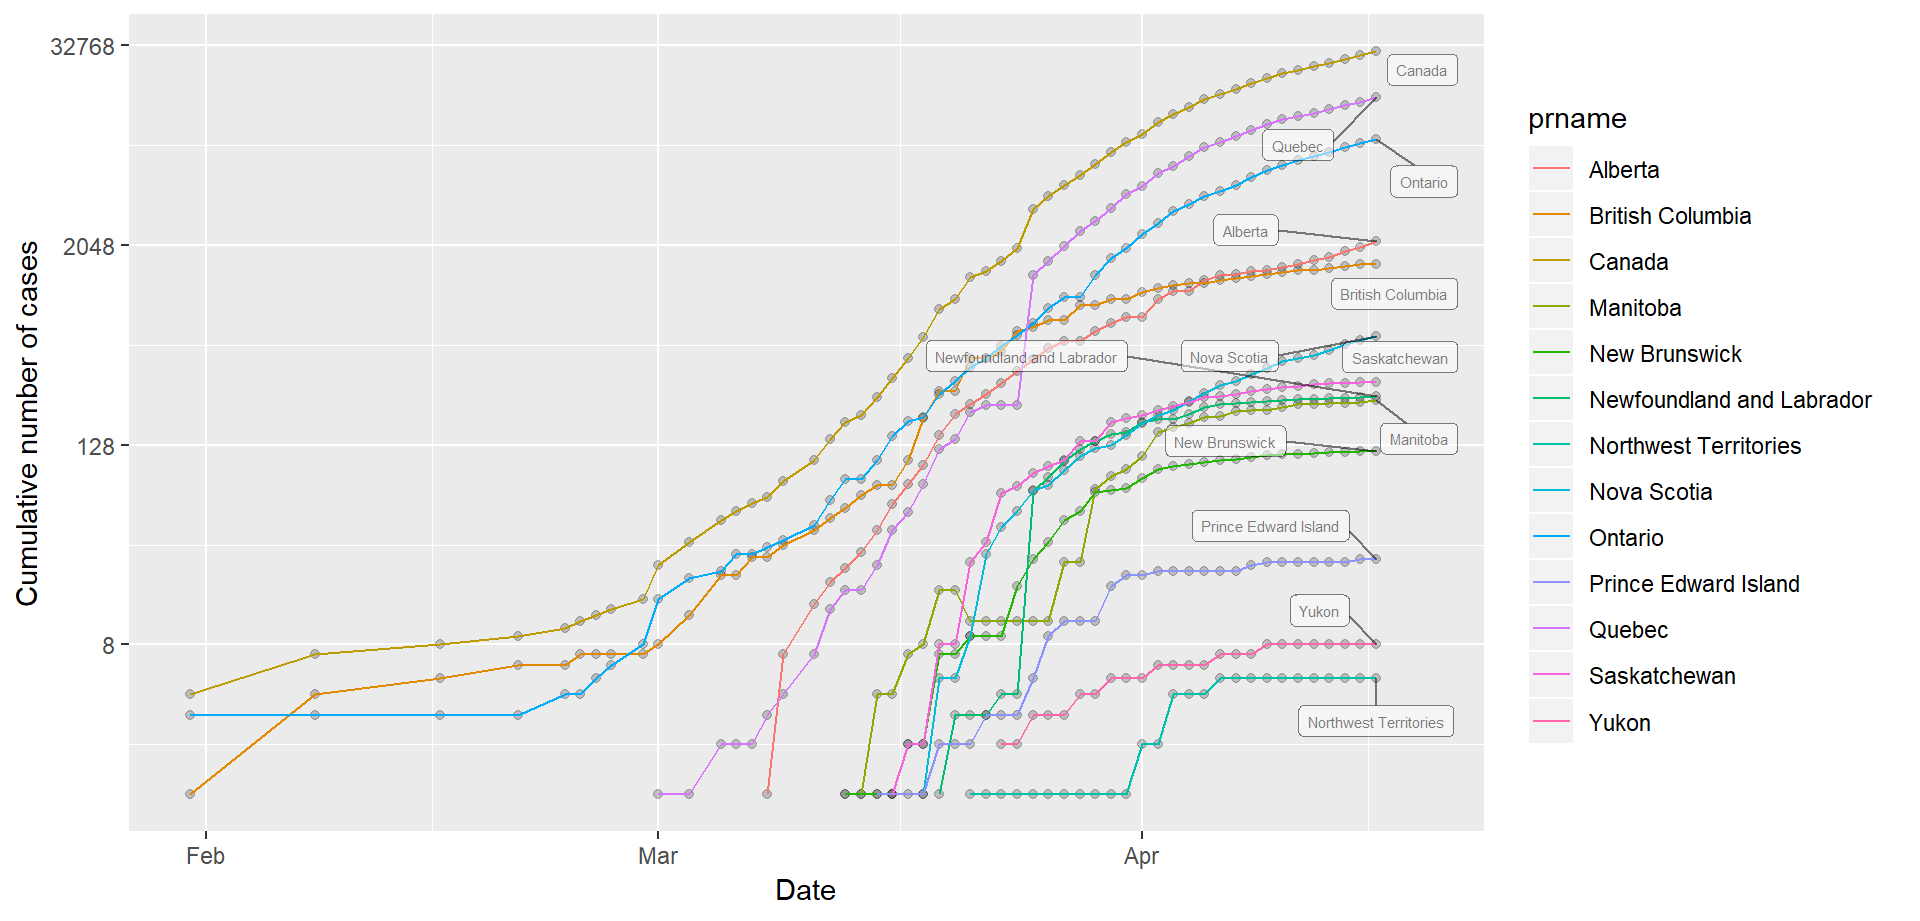 32768
2048
128
8
Cumulative number of cases
Feb
Mar
Apr
Date
Canada
Quebec
Ontario
Alberta
British Columbia
Newfoundland and Labrador
Nova Scotia
Saskatchewan
New Brunswick
Manitoba
Prince Edward Island
Yukon
Northwest Territories
prname
Alberta
British Columbia
Canada
Manitoba
New Brunswick
Newfoundland and Labrador
Northwest Territories
Nova Scotia
Ontario
Prince Edward Island
Quebec
Saskatchewan
Yukon